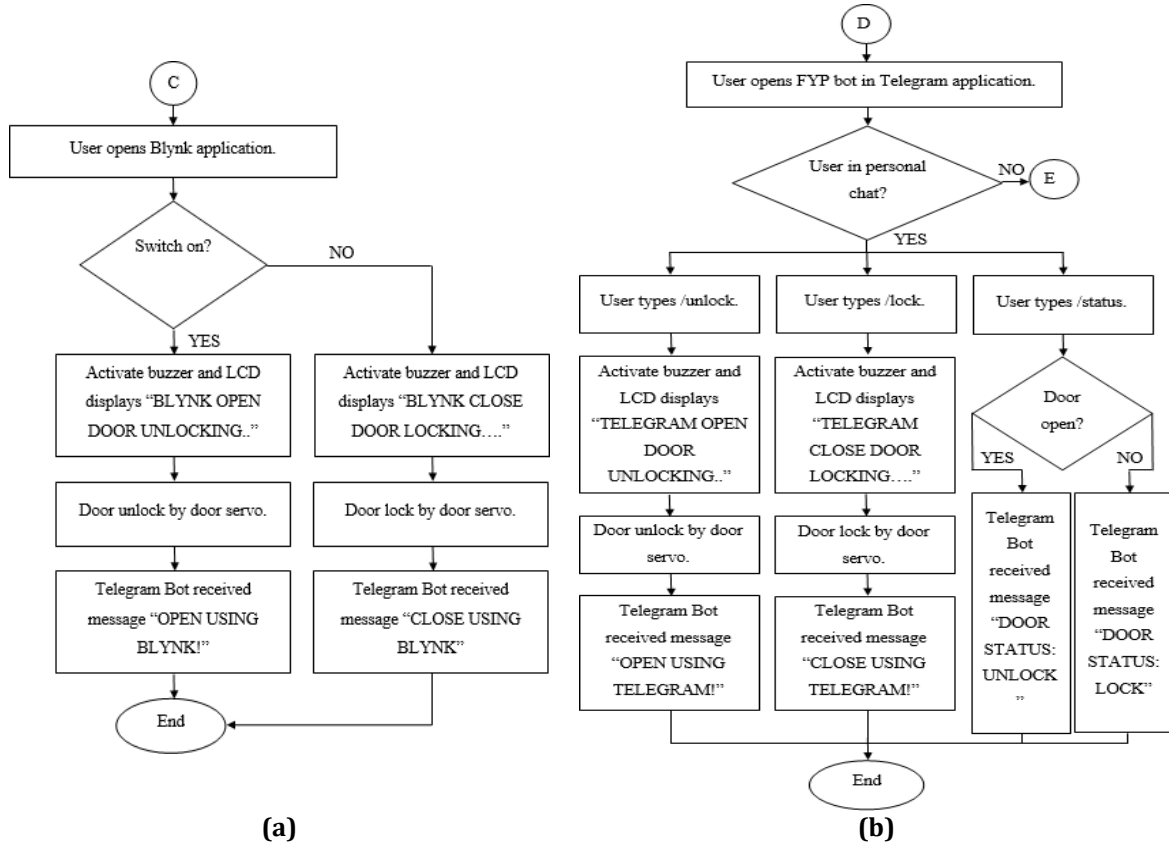 C
User opens Blynk application.
Switch on?
NO
YES
Activate buzzer and LCD
displays “BLYNK OPEN
DOOR UNLOCKING..”
Activate buzzer and LCD
displays “BLYNK CLOSE
DOOR LOCKING….”
Door unlock by door servo.
Door lock by door servo.
Telegram Bot received
message “OPEN USING
BLYNK!”
Telegram Bot received
message “CLOSE USING
BLYNK”
End
(a)
D
User opens FYP bot in Telegram application.
User in personal
chat?
NO
E
YES
User types /unlock.
User types /lock.
User types /status.
Activate buzzer and
LCD displays
“TELEGRAM OPEN
DOOR
UNLOCKING..”
Activate buzzer and
LCD displays
“TELEGRAM
CLOSE DOOR
LOCKING….”
Door
open?
YES
NO
Door unlock by door
servo.
Door lock by door
servo.
Telegram Bot
received message
“OPEN USING
TELEGRAM!”
Telegram Bot
received message
“CLOSE USING
TELEGRAM!”
Telegram
Bot
received
message
“DOOR
STATUS:
UNLOCK
”
Telegram
Bot
received
message
“DOOR
STATUS:
LOCK”
End
(b)